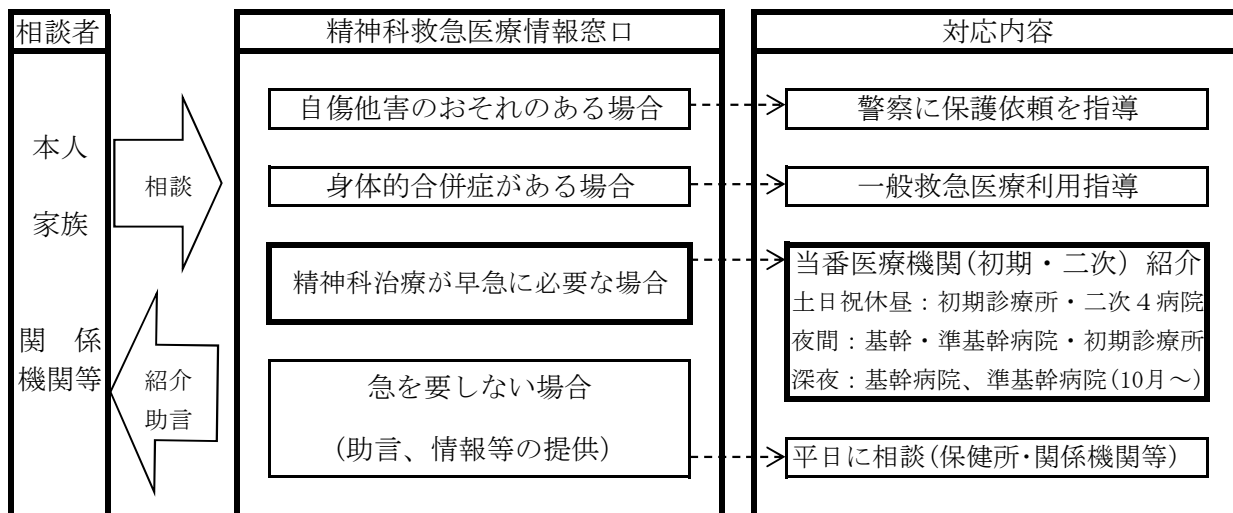 相談者
精神科救急医療情報窓口
対応内容
本人
家族
関　係
機関等
相談
紹介
助言
自傷他害のおそれのある場合
警察に保護依頼を指導
身体的合併症がある場合
一般救急医療利用指導
精神科治療が早急に必要な場合
当番医療機関(初期・二次) 紹介
土日祝休昼：初期診療所・二次４病院
夜間：基幹・準基幹病院・初期診療所
深夜：基幹病院、準基幹病院(10月～)
急を要しない場合
(助言、情報等の提供)
平日に相談(保健所･関係機関等)